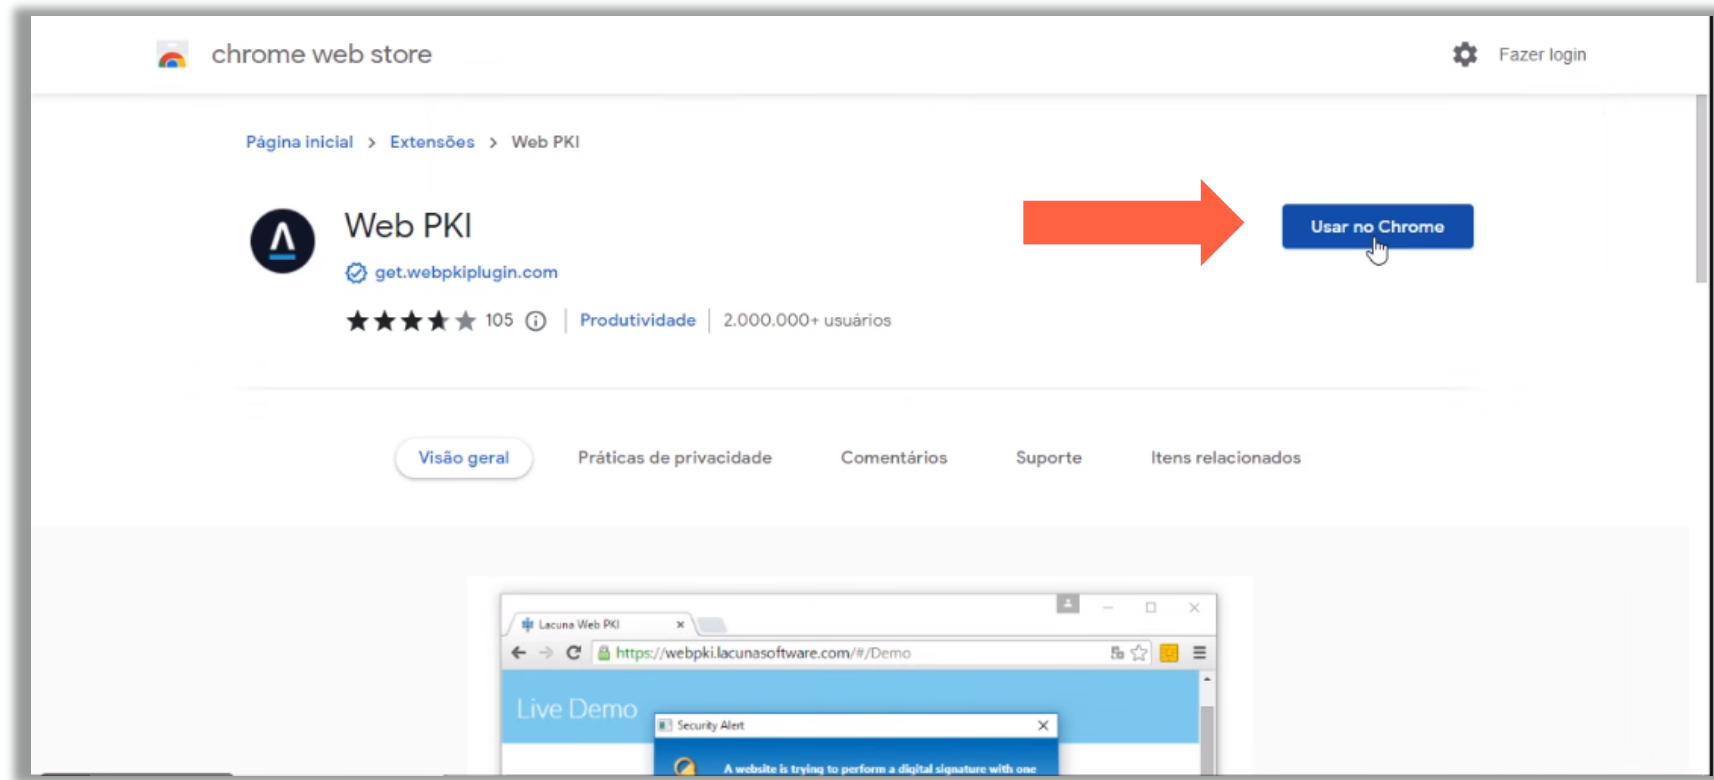 chrome web store
Fazer login
Página inicial > Extensões > Web PKI
Web PKI
Usar no Chrome
get.webpkiplugin.com
105 | Produtividade | 2.000.000+ usuários
Visão geral
Práticas de privacidade
Comentários
Suporte
Itens relacionados
Lacuna Web PKI
https://webpki.lacunasoftware.com/#/Demo
Live Demo
Security Alert
A website is trying to perform a digital signature with one